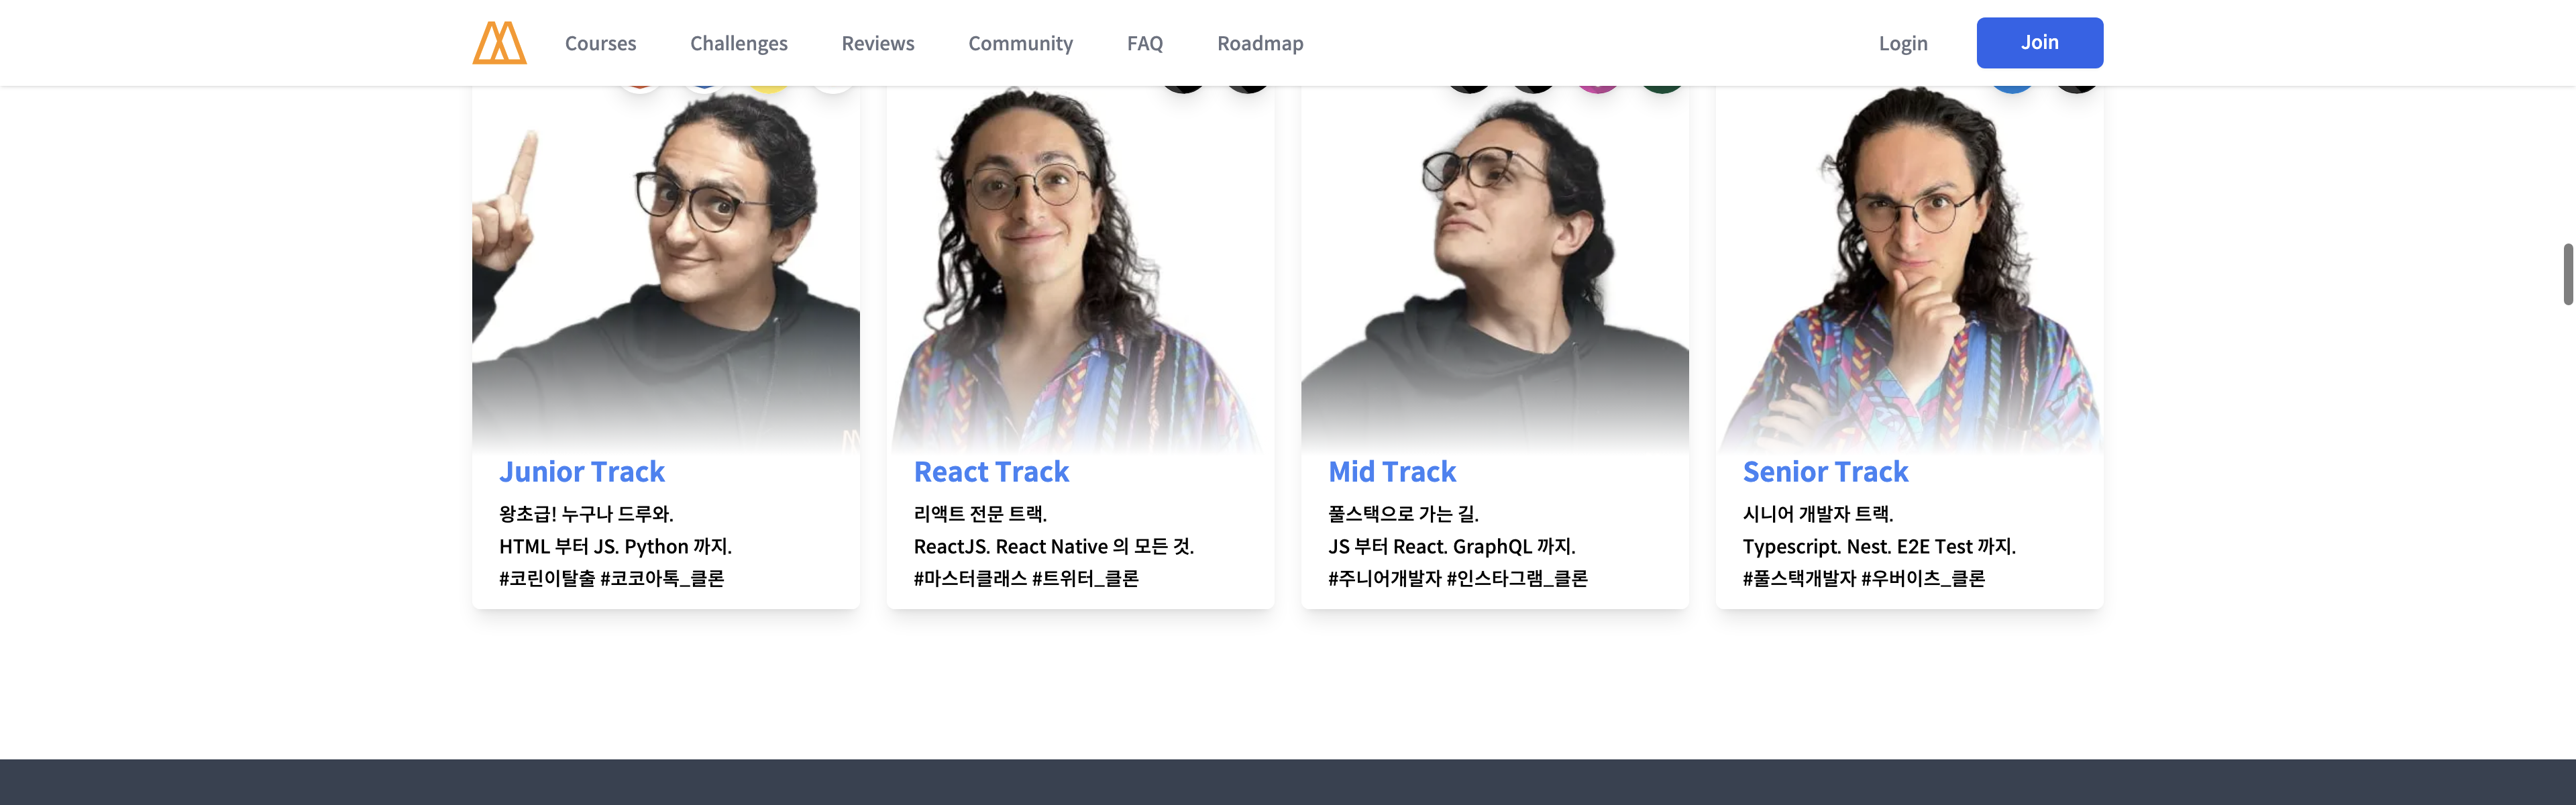 Courses Challenges Reviews Community FAQ Roadmap Login Join
Junior Track
왕초급! 누구나 드루와.
HTML 부터 JS. Python 까지.
#코린이탈출 #코코아톡_클론
React Track
리액트 전문 트랙.
ReactJS. React Native 의 모든 것.
#마스터클래스 #트위터_클론
Mid Track
풀스택으로 가는 길.
JS 부터 React. GraphQL 까지.
#주니어개발자 #인스타그램_클론
Senior Track
시니어 개발자 트랙.
Typescript. Nest. E2E Test 까지.
#풀스택개발자 #우버이츠_클론